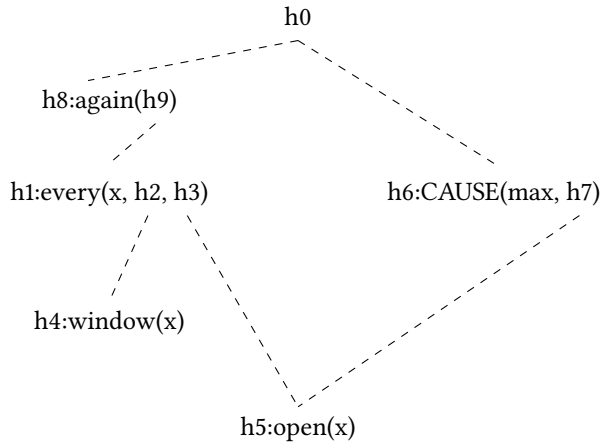 h0
h8:again(h9)
h1:every(x, h2, h3) h6:CAUSE(max, h7)
h4:window(x)
h5:open(x)